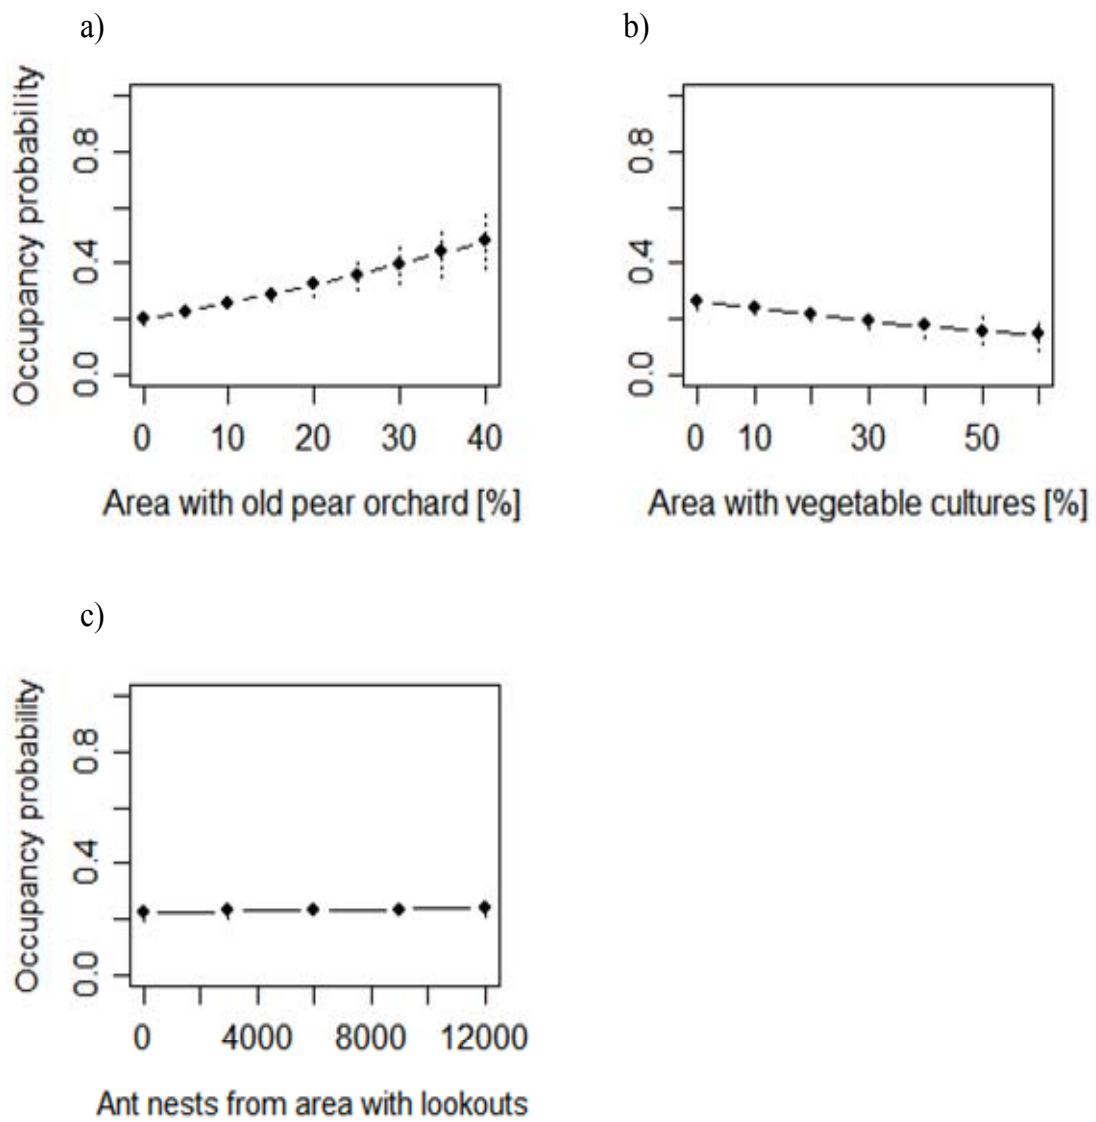 a)
Occupancy probability
0.8
0.4
0.0
0 10 20 30 40
Area with old pear orchard [%]
b)
0.8
0.4
0.0
0 10 30 50
Area with vegetable cultures [%]
c)
Occupancy probability
0.8
0.4
0.0
0 4000 8000 12000
Ant nests from area with lookouts